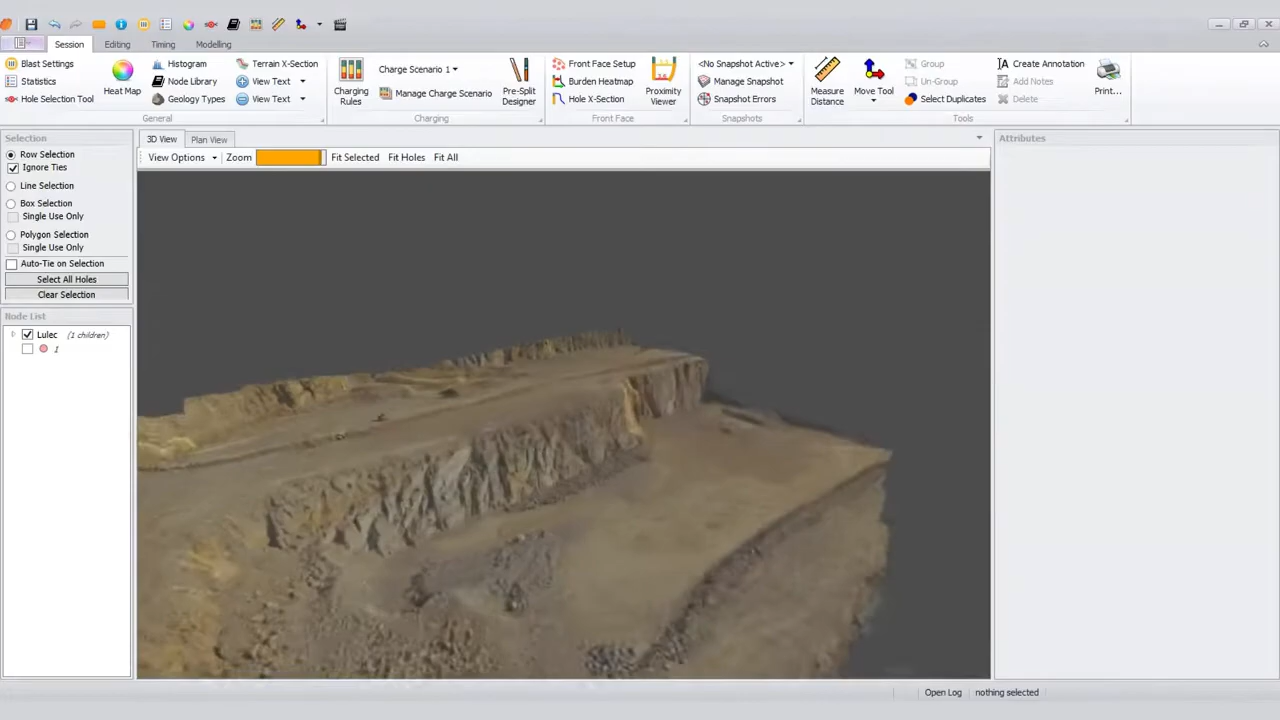 Session Editing Timing Modelling
Blast Settings
Statistics
Hole Selection Tool
Heat Map
Histogram
Node Library
Geology Types
Terrain X-Section
View Text
View Text
General
Charging Rules
Charge Scenario 1
Manage Charge Scenario
Pre-Split Designer
Charging
Front Face Setup
Burden Heatmap
Hole X-Section
Proximity Viewer
Front Face
<No Snapshot Active>
Manage Snapshot
Snapshot Errors
Snapshots
Measure Distance
Move Tool
Group
Un-Group
Select Duplicates
Create Annotation
Add Notes
Delete
Print...
Tools
Selection
Row Selection
Ignore Ties
Line Selection
Box Selection
Single Use Only
Polygon Selection
Single Use Only
Auto-Tie on Selection
Select All Holes
Clear Selection
Node List
Lulec (1 children)
1
3D View Plan View
View Options Zoom Fit Selected Fit Holes Fit All
Attributes
Open Log nothing selected